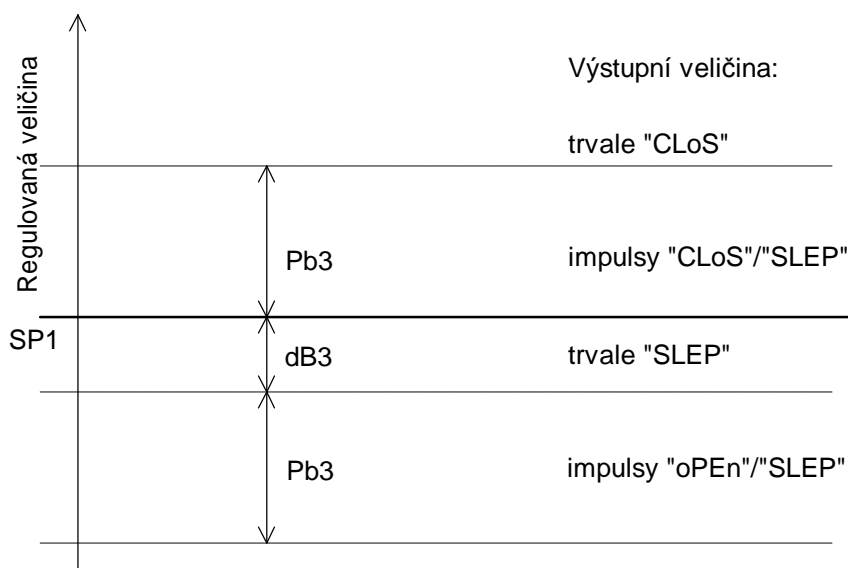 Regulovaná veličina
Výstupní veličina:
trvale "CLoS"
Pb3
impulsy "CLoS"/"SLEP"
SP1
dB3
trvale "SLEP"
Pb3
impulsy "oPEn"/"SLEP"